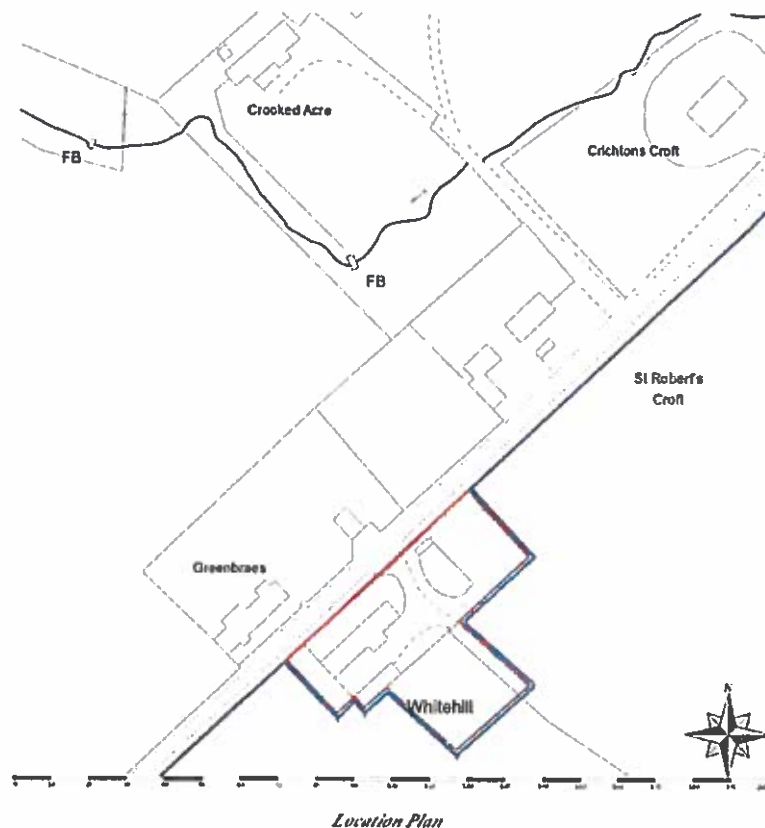 Crooked Acre
Crichtons Croft
FB
FB
St Robert's
Croft
Greenbraes
Whitehill
N
Location Plan